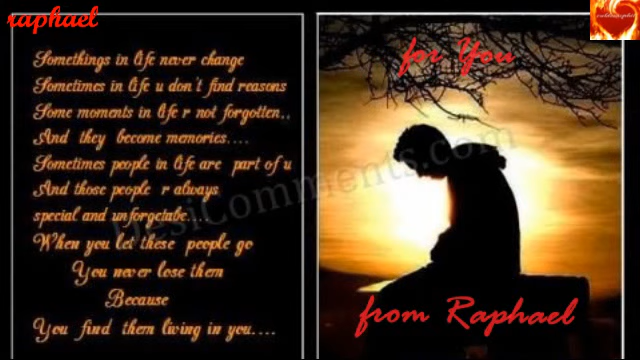 raphael
Somethings in life never change
Sometimes in life u don't find reasons
Some moments in life r not forgotten,,
And they become memories....
Sometimes people in life are part of u
And those people r always
special and unforgetabe....
When you let these people go
You never lose them
Because
You find them living in you....
for You
from Raphael
DesiComments.com